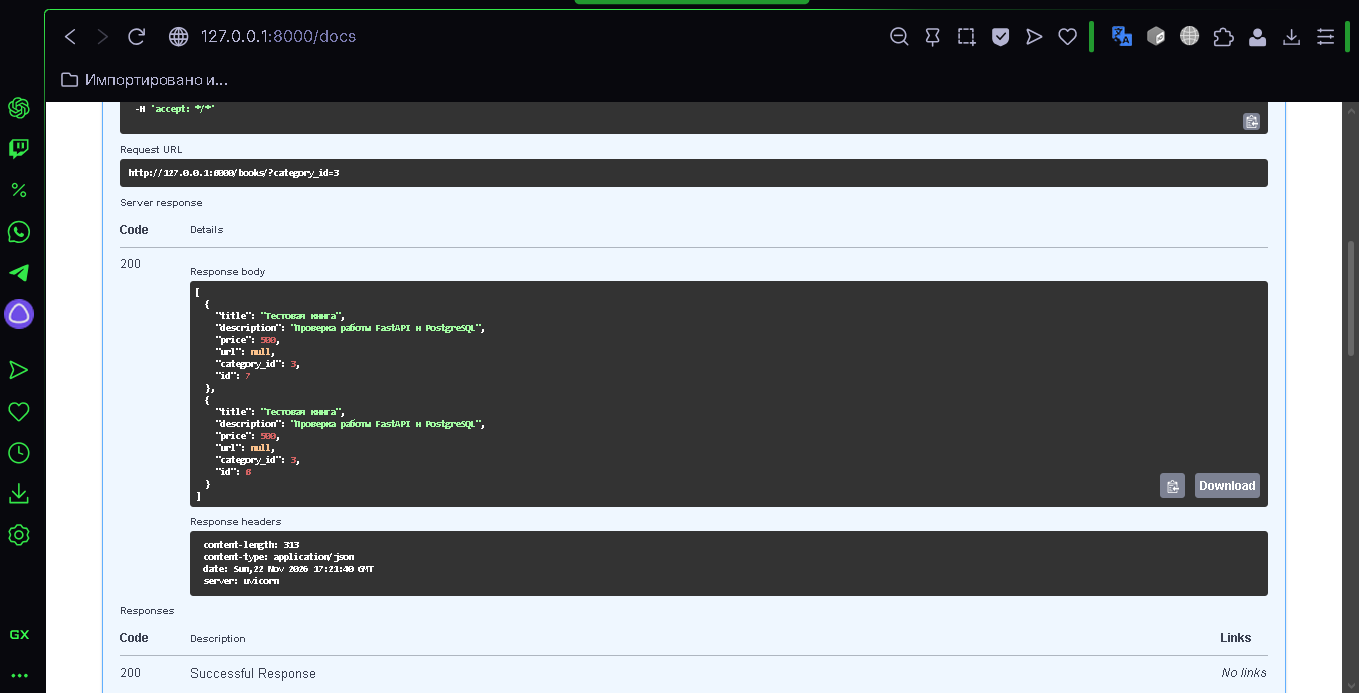 127.0.0.1:8000/docs
Импортировано и...
-H 'accept: */*'
Request URL
http://127.0.0.1:8000/books/?category_id=3
Server response
Code Details
200
Response body
[
{
"title": "Тестовая книга",
"description": "Проверка работы FastAPI и PostgreSQL",
"price": 500,
"url": null,
"category_id": 3,
"id": 7
},
{
"title": "Тестовая книга",
"description": "Проверка работы FastAPI и PostgreSQL",
"price": 500,
"url": null,
"category_id": 3,
"id": 8
}
]
Download
Response headers
content-length: 313
content-type: application/json
date: Sun,22 Nov 2026 17:21:40 GMT
server: uvicorn
Responses
Code Description Links
200 Successful Response No links
GX